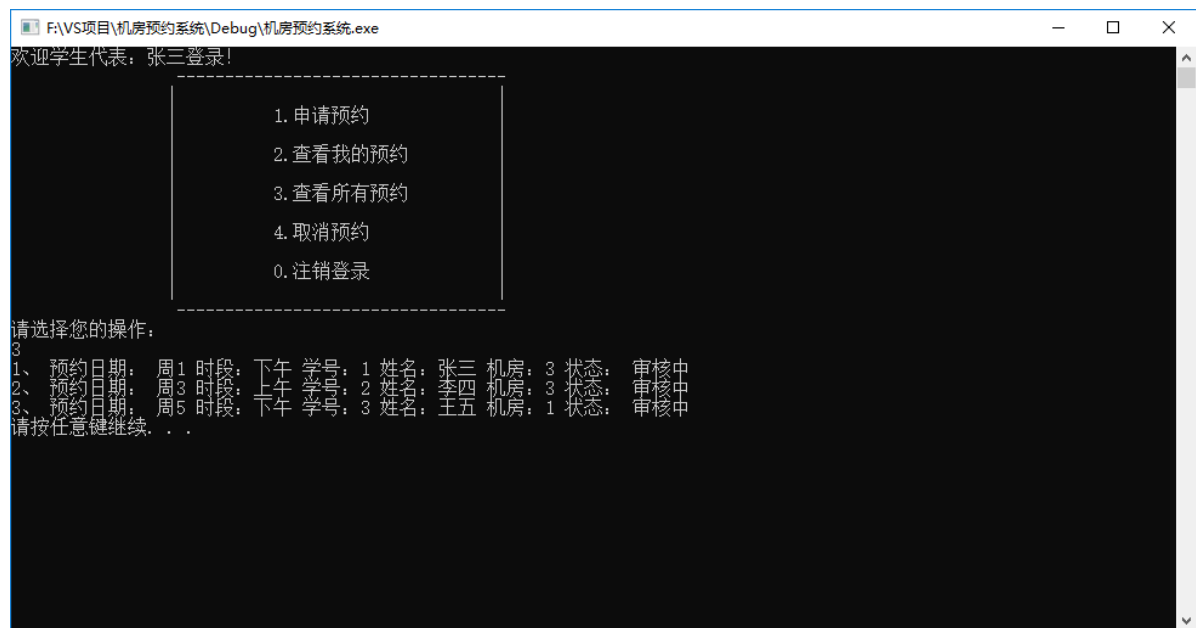 F:\VS项目\机房预约系统\Debug\机房预约系统.exe
欢迎学生代表：张三登录！
----------------------------------
1.申请预约
2.查看我的预约
3.查看所有预约
4.取消预约
0.注销登录
----------------------------------
请选择您的操作：
3
1、 预约日期： 周1 时段：下午 学号：1 姓名：张三 机房：3 状态： 审核中
2、 预约日期： 周3 时段：上午 学号：2 姓名：李四 机房：3 状态： 审核中
3、 预约日期： 周5 时段：下午 学号：3 姓名：王五 机房：1 状态： 审核中
请按任意键继续. . .